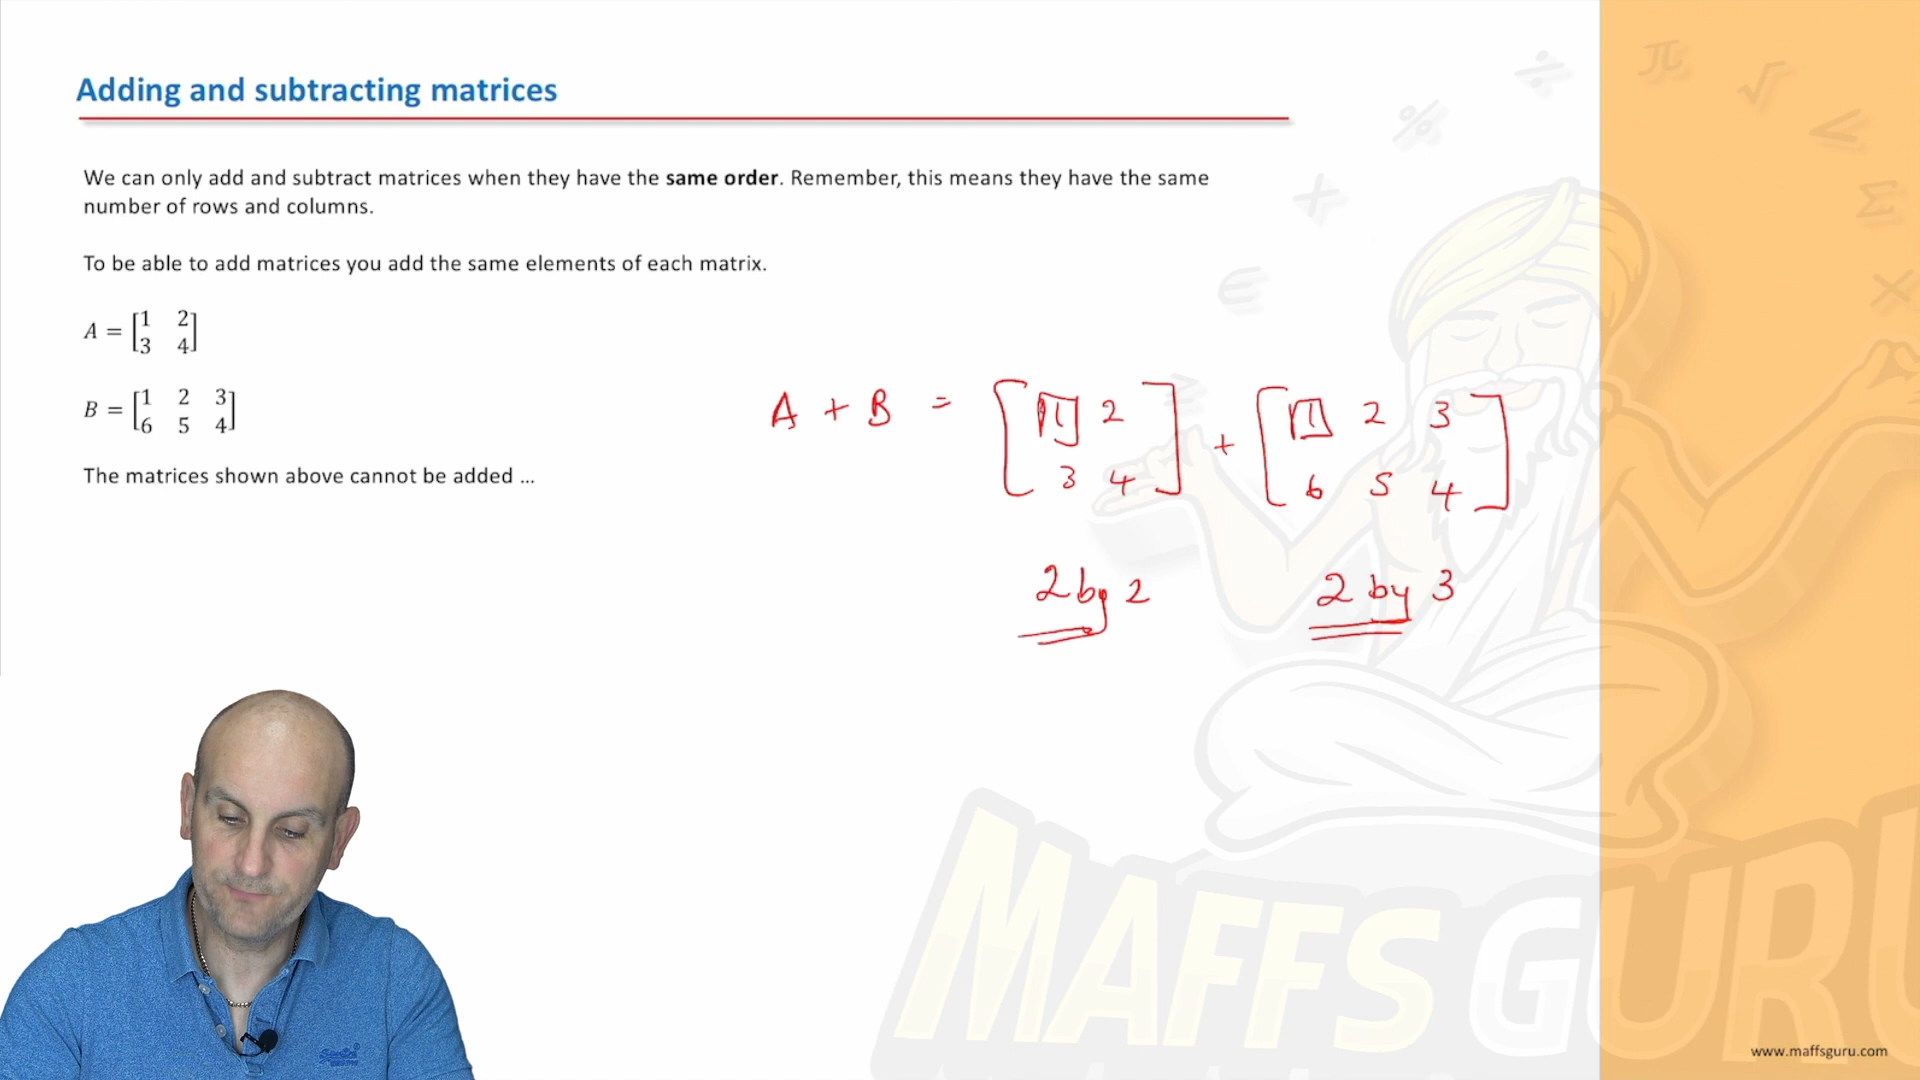 Adding and subtracting matrices
We can only add and subtract matrices when they have the same order. Remember, this means they have the same
number of rows and columns.
To be able to add matrices you add the same elements of each matrix.
A = [1 2
3 4]
B = [1 2 3
6 5 4]
The matrices shown above cannot be added ...
A + B = [1 2 3 4] + [1 2 3 6 5 4]
2 by 2
2 by 3
MAFFS GURU
www.maffsguru.com